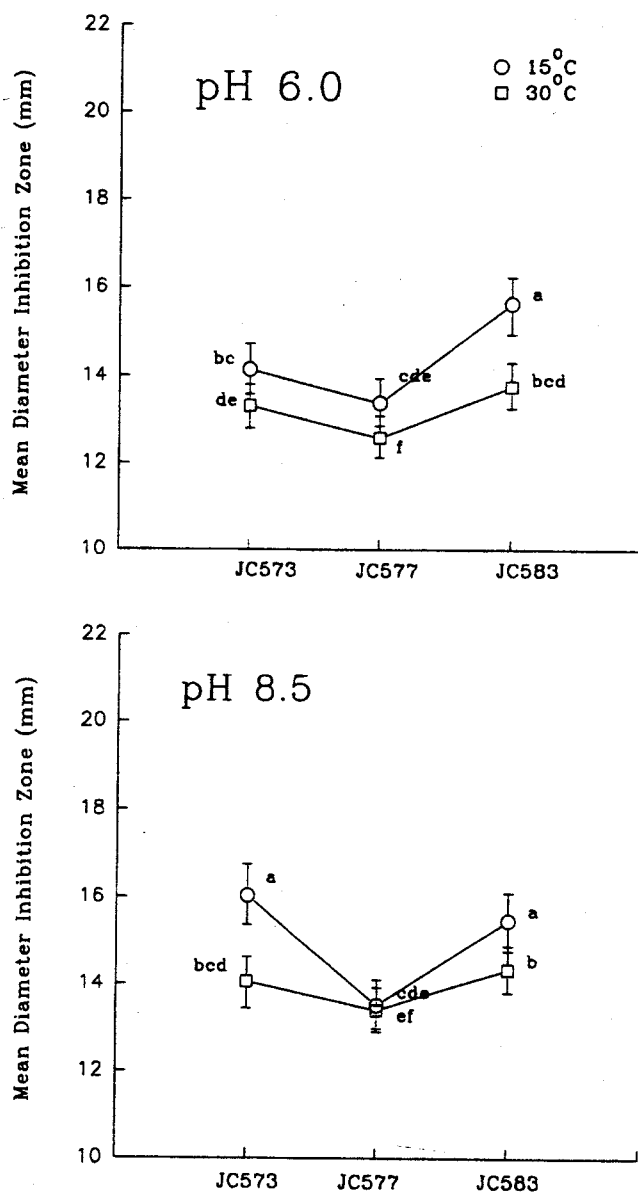 22
20
18
16
14
12
10
Mean Diameter Inhibition Zone (mm)
pH 6.0
15°C
30°C
bc
de
cde
f
a
bcd
JC573 JC577 JC583
22
20
18
16
14
12
10
Mean Diameter Inhibition Zone (mm)
pH 8.5
a
bcd
cde
ef
a
b
JC573 JC577 JC583